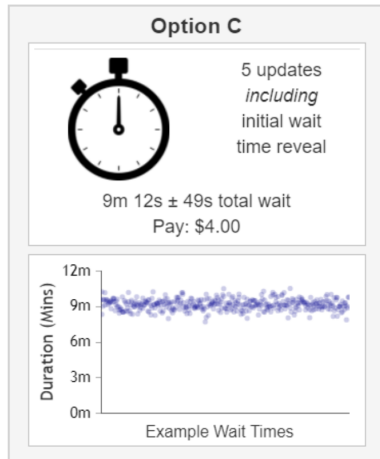 Option C
5 updates
including
initial wait
time reveal
9m 12s ± 49s total wait
Pay: $4.00
Duration (Mins)
12m
9m
6m
3m
0m
Example Wait Times